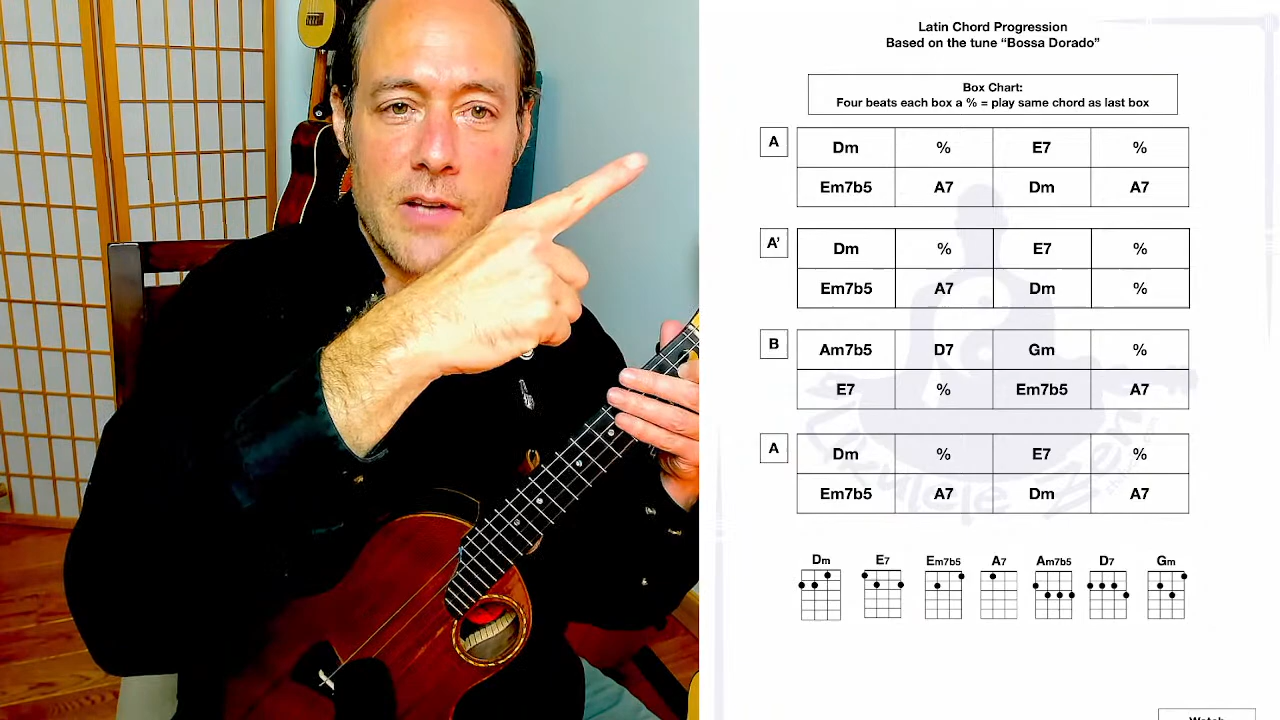 Latin Chord Progression
Based on the tune “Bossa Dorado”
Box Chart:
Four beats each box a % = play same chord as last box
A
Dm % E7 %
Em7b5 A7 Dm A7
A’
Dm % E7 %
Em7b5 A7 Dm %
B
Am7b5 D7 Gm %
E7 % Em7b5 A7
A
Dm % E7 %
Em7b5 A7 Dm A7
Ukulele Zen
Dm E7 Em7b5 A7 Am7b5 D7 Gm